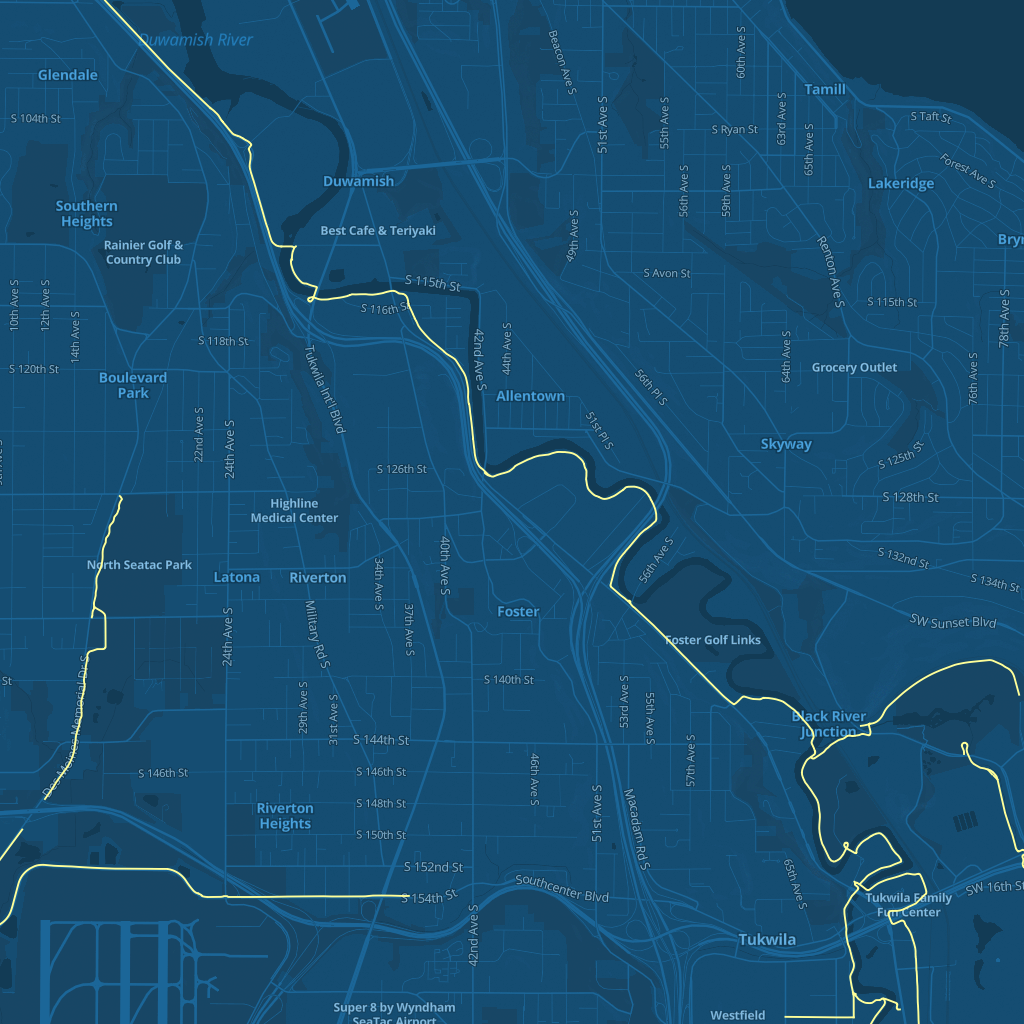 Duwamish River
Glendale
Beacon Ave S
60th Ave S
Tamill
S 104th St
51st Ave S
55th Ave S
63rd Ave S
65th Ave S
S Ryan St
S Taft St
Forest Ave S
Duwamish
56th Ave S
59th Ave S
Lakeridge
Southern
Heights
Rainier Golf &
Country Club
Best Cafe & Teriyaki
49th Ave S
Renton Ave S
S Avon St
S 115th St
S 116th St
S 115th St
10th Ave S
12th Ave S
14th Ave S
S 118th St
Tukwila Int'l Blvd
42nd Ave S
44th Ave S
78th Ave S
64th Ave S
Grocery Outlet
76th Ave S
S 120th St
Boulevard
Park
56th Pl S
Allentown
51st Pl S
22nd Ave S
24th Ave S
Skyway
S 125th St
S 126th St
S 128th St
Highline
Medical Center
North Seatac Park
Latona
Riverton
34th Ave S
40th Ave S
56th Ave S
S 132nd St
S 134th St
37th Ave S
Foster
Foster Golf Links
SW Sunset Blvd
24th Ave S
Military Rd S
St
S 140th St
Des Moines Memorial Dr S
29th Ave S
31st Ave S
53rd Ave S
55th Ave S
57th Ave S
Black River
Junction
S 144th St
S 146th St
S 146th St
46th Ave S
S 148th St
Riverton
Heights
51st Ave S
Macadam Rd S
S 150th St
S 152nd St
65th Ave S
S 154th St
Southcenter Blvd
SW 16th St
Tukwila Family
Fun Center
42nd Ave S
Tukwila
Super 8 by Wyndham
SeaTac Airport
Westfield